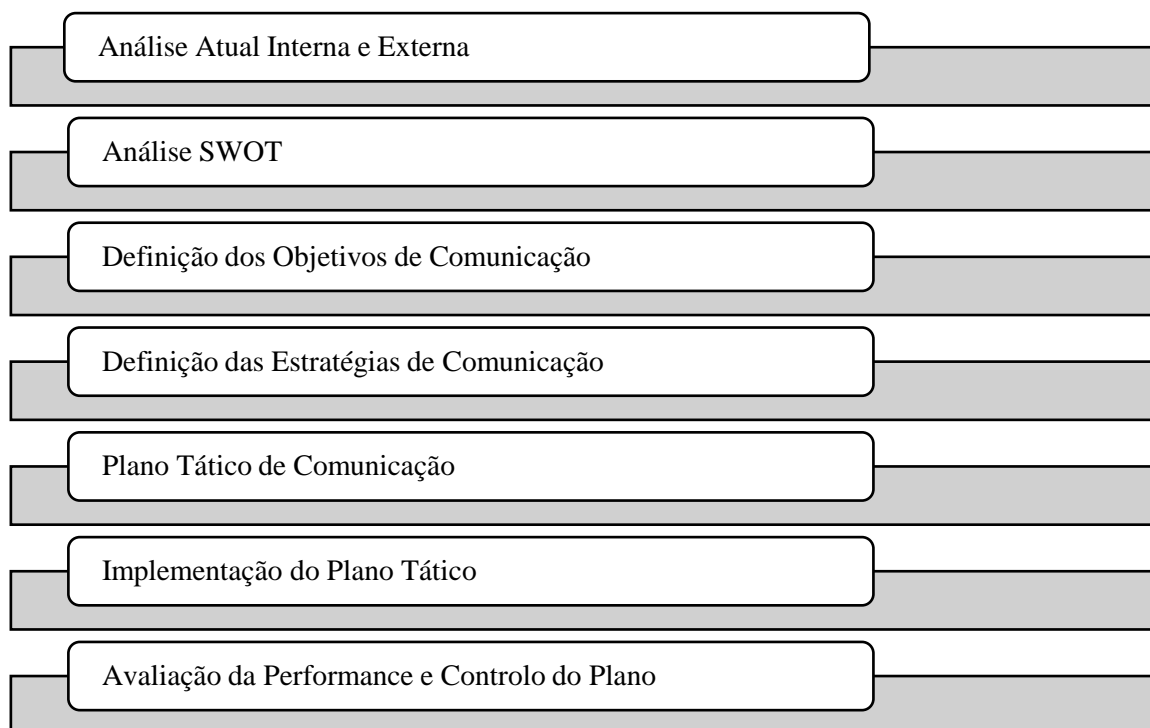 Análise Atual Interna e Externa
Análise SWOT
Definição dos Objetivos de Comunicação
Definição das Estratégias de Comunicação
Plano Tático de Comunicação
Implementação do Plano Tático
Avaliação da Performance e Controlo do Plano